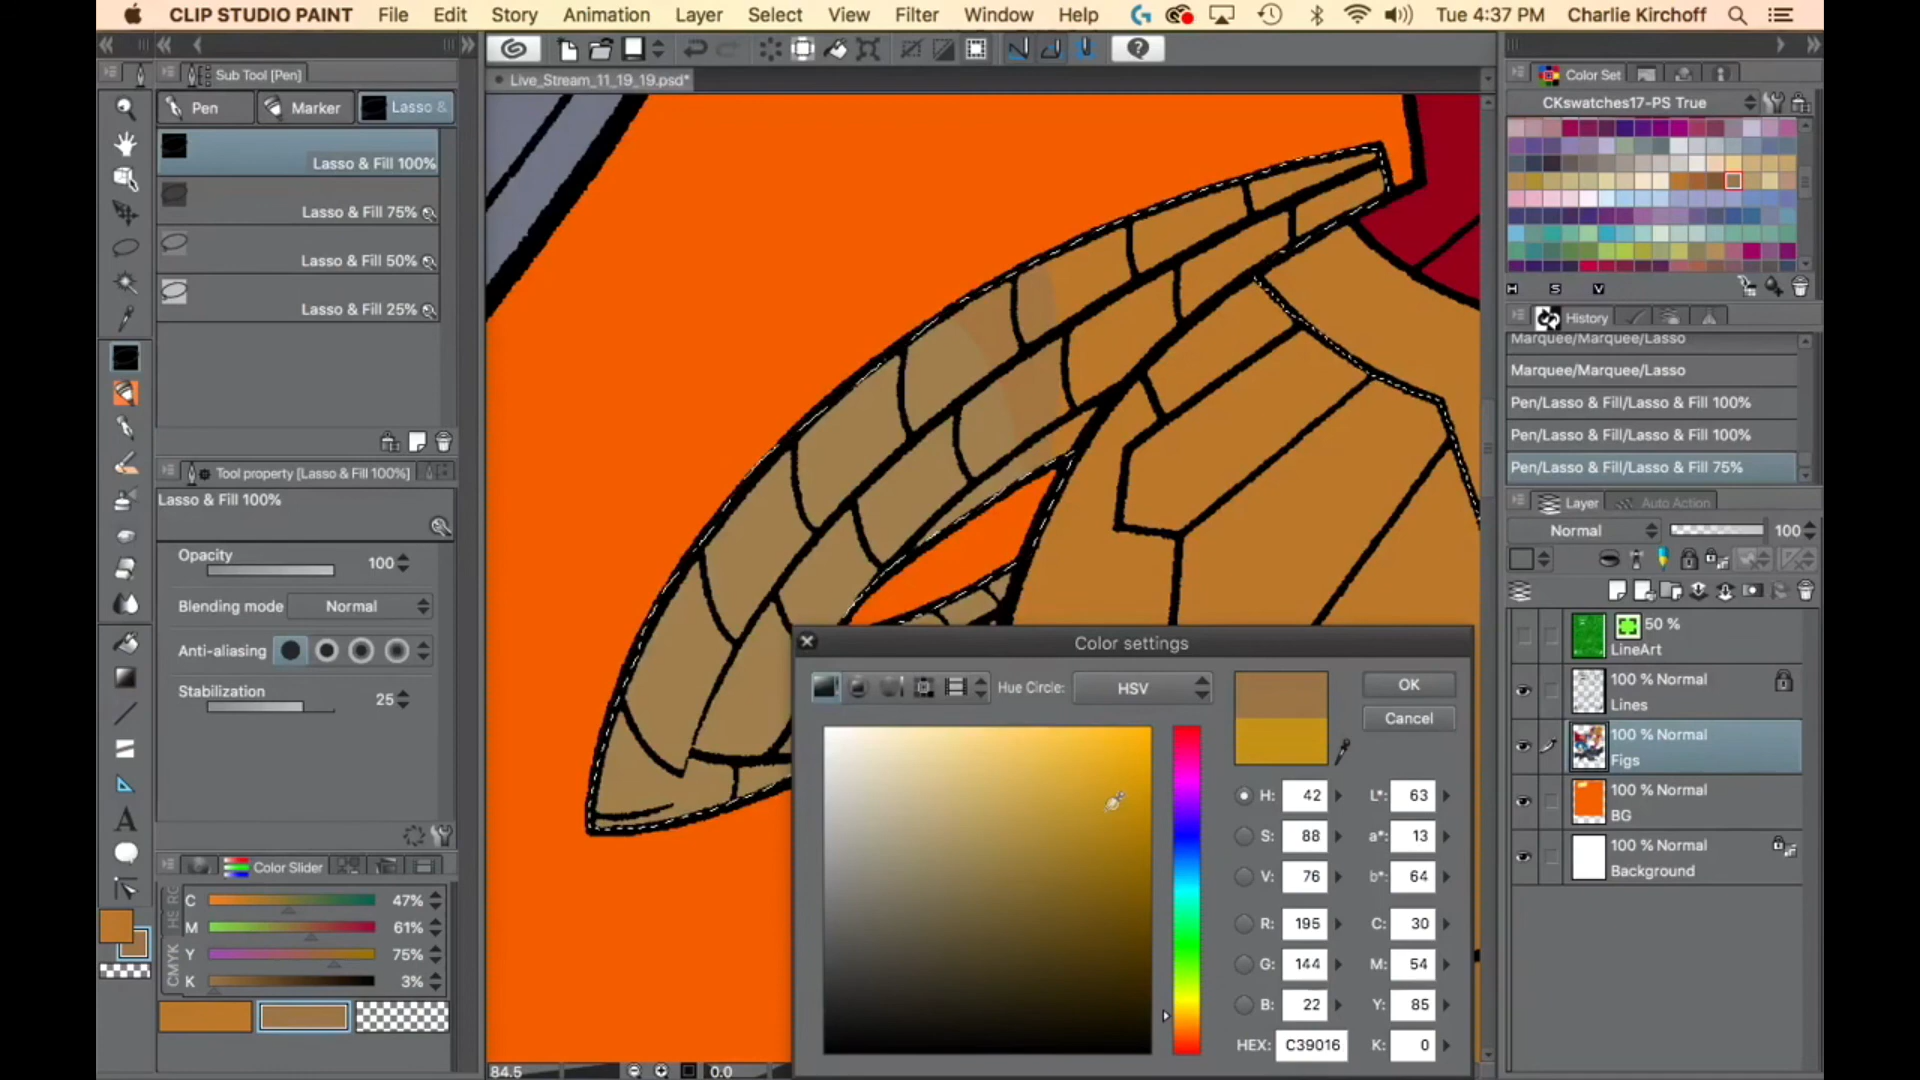 CLIP STUDIO PAINT File Edit Story Animation Layer Select View Filter Window Help Tue 4:37 PM Charlie Kirchoff
Sub Tool [Pen]
Live_Stream_11_19_19.psd*
Color Set
Pen Marker Lasso &
CKswatches17-PS True
Lasso & Fill 100%
Lasso & Fill 75%
Lasso & Fill 50%
Lasso & Fill 25%
H S V
History
Marquee/Marquee/Lasso
Marquee/Marquee/Lasso
Pen/Lasso & Fill/Lasso & Fill 100%
Pen/Lasso & Fill/Lasso & Fill 100%
Pen/Lasso & Fill/Lasso & Fill 75%
Tool property [Lasso & Fill 100%]
Lasso & Fill 100%
Layer Auto Action
Normal 100
Opacity 100
Blending mode Normal
Anti-aliasing
Stabilization 25
50 %
LineArt
100 % Normal
Lines
100 % Normal
Figs
100 % Normal
BG
100 % Normal
Background
Color settings
Hue Circle: HSV
OK
Cancel
H: 42 L*: 63
S: 88 a*: 13
V: 76 b*: 64
R: 195 C: 30
G: 144 M: 54
B: 22 Y: 85
HEX: C39016 K: 0
Color Slider
C 47%
M 61%
Y 75%
K 3%
CMYK
84.5 0.0